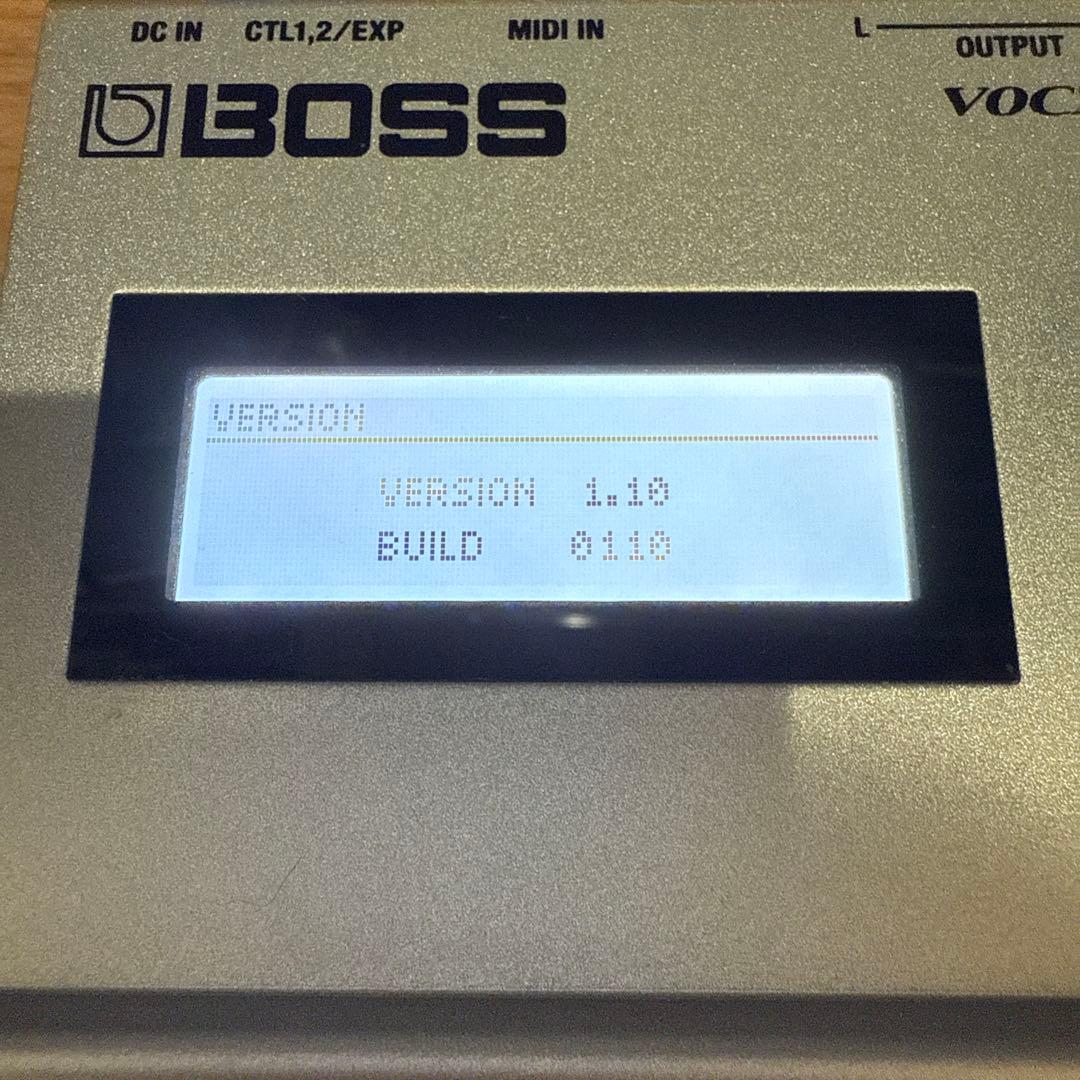 DC IN CTL1,2/EXP MIDI IN L
OUTPUT
BOSS
VERSION
VERSION 1.10
BUILD 0110